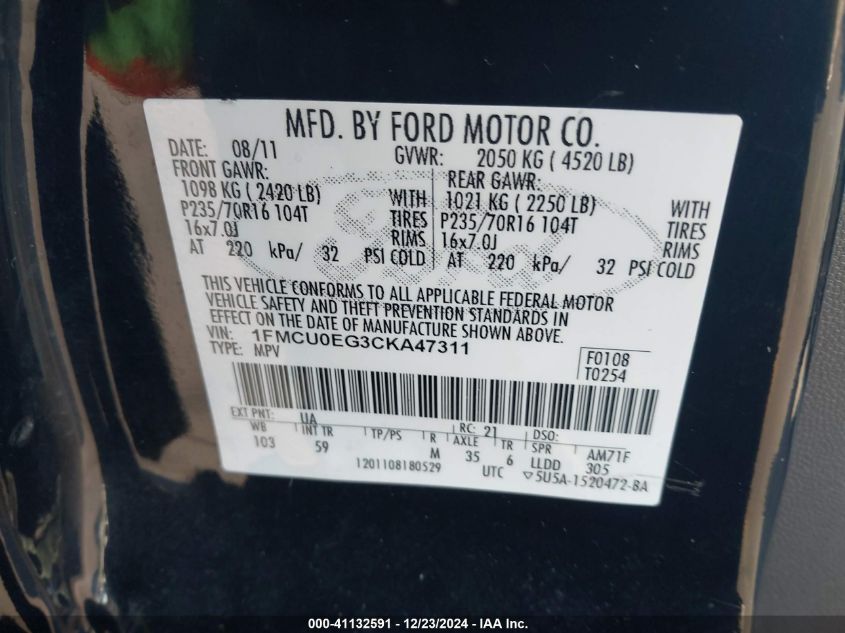 MFD. BY FORD MOTOR CO.
DATE: 08/11 GVWR: 2050 KG ( 4520 LB)
FRONT GAWR: REAR GAWR:
1098 KG ( 2420 LB) WITH 1021 KG ( 2250 LB) WITH
P235/70R16 104T TIRES P235/70R16 104T TIRES
16x7.0J RIMS 16x7.0J RIMS
AT 220 kPa/ 32 PSI COLD AT 220 kPa/ 32 PSI COLD
THIS VEHICLE CONFORMS TO ALL APPLICABLE FEDERAL MOTOR
VEHICLE SAFETY AND THEFT PREVENTION STANDARDS IN
EFFECT ON THE DATE OF MANUFACTURE SHOWN ABOVE.
VIN: 1FMCU0EG3CKA47311
TYPE: MPV
F0108
T0254
EXT PNT: UA RC: 21 DSO:
WB INT TR TP/PS R AXLE TR SPR AM71F
103 59 M 35 6 LLDD 305
1201108180529 UTC ▽5U5A-1520472-BA
Ford
000-41132591 - 12/23/2024 - IAA Inc.